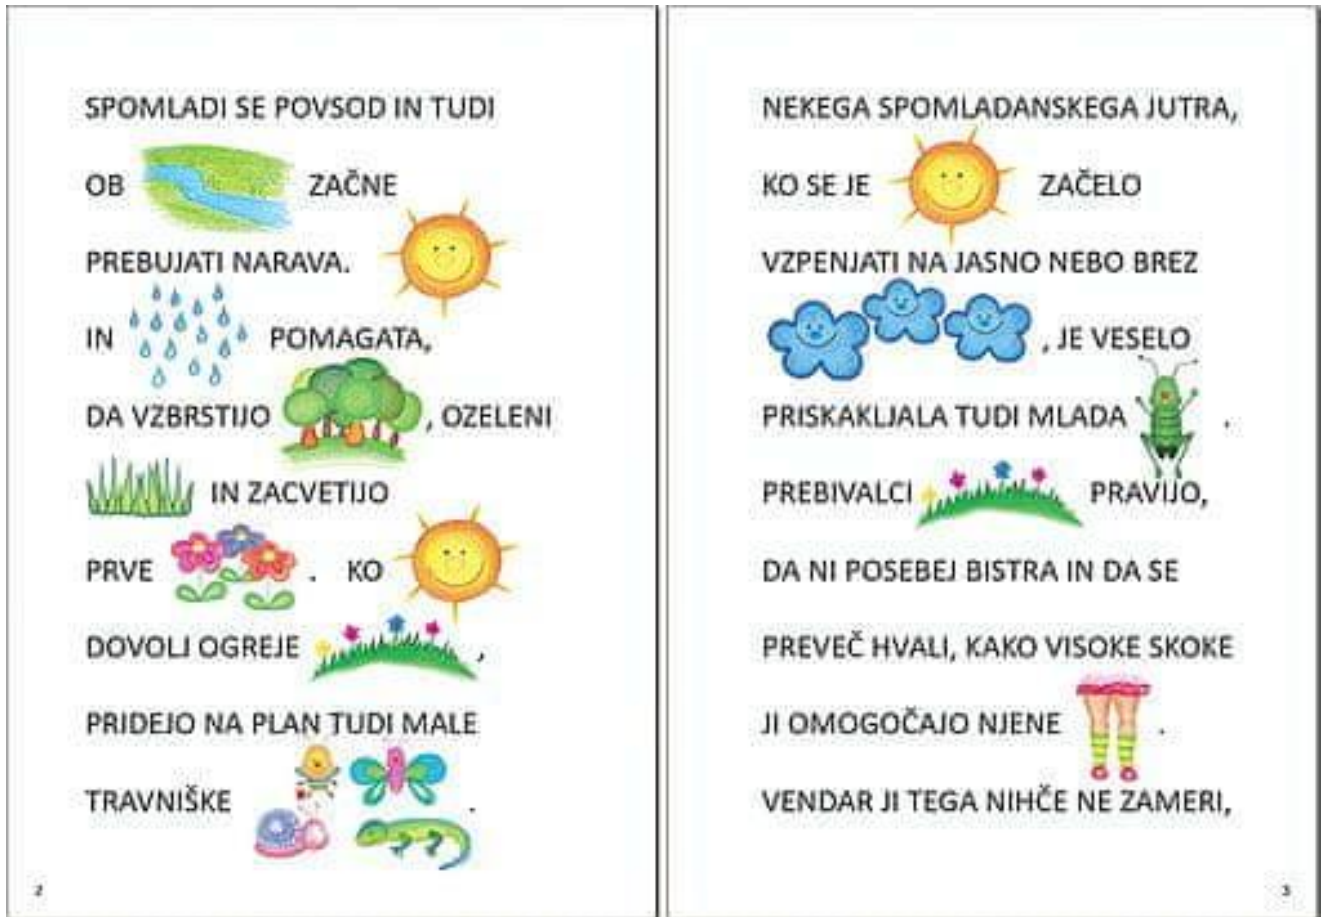 SPOMLADI SE POVSOD IN TUDI
OB ZAČNE
PREBUJATI NARAVA.
IN POMAGATA,
DA VZBRSTIJO , OZELENI
IN ZACVETIJO
PRVE . KO
DOVOLJ OGREJE ,
PRIDEJO NA PLAN TUDI MALE
TRAVNIŠKE .
2
NEKEGA SPOMLADANSKEGA JUTRA,
KO SE JE ZAČELO
VZPENJATI NA JASNO NEBO BREZ
, JE VESELO
PRISKAKLJALA TUDI MLADA .
PREBIVALCI PRAVIJO,
DA NI POSEBEJ BISTRA IN DA SE
PREVEČ HVALI, KAKO VISOKE SKOKE
JI OMOGOČAJO NJENE .
VENDAR JI TEGA NIHČE NE ZAMERI,
3